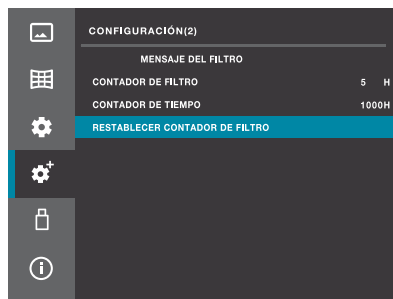 CONFIGURACIÓN(2)
MENSAJE DEL FILTRO
CONTADOR DE FILTRO 5 H
CONTADOR DE TIEMPO 1000H
RESTABLECER CONTADOR DE FILTRO